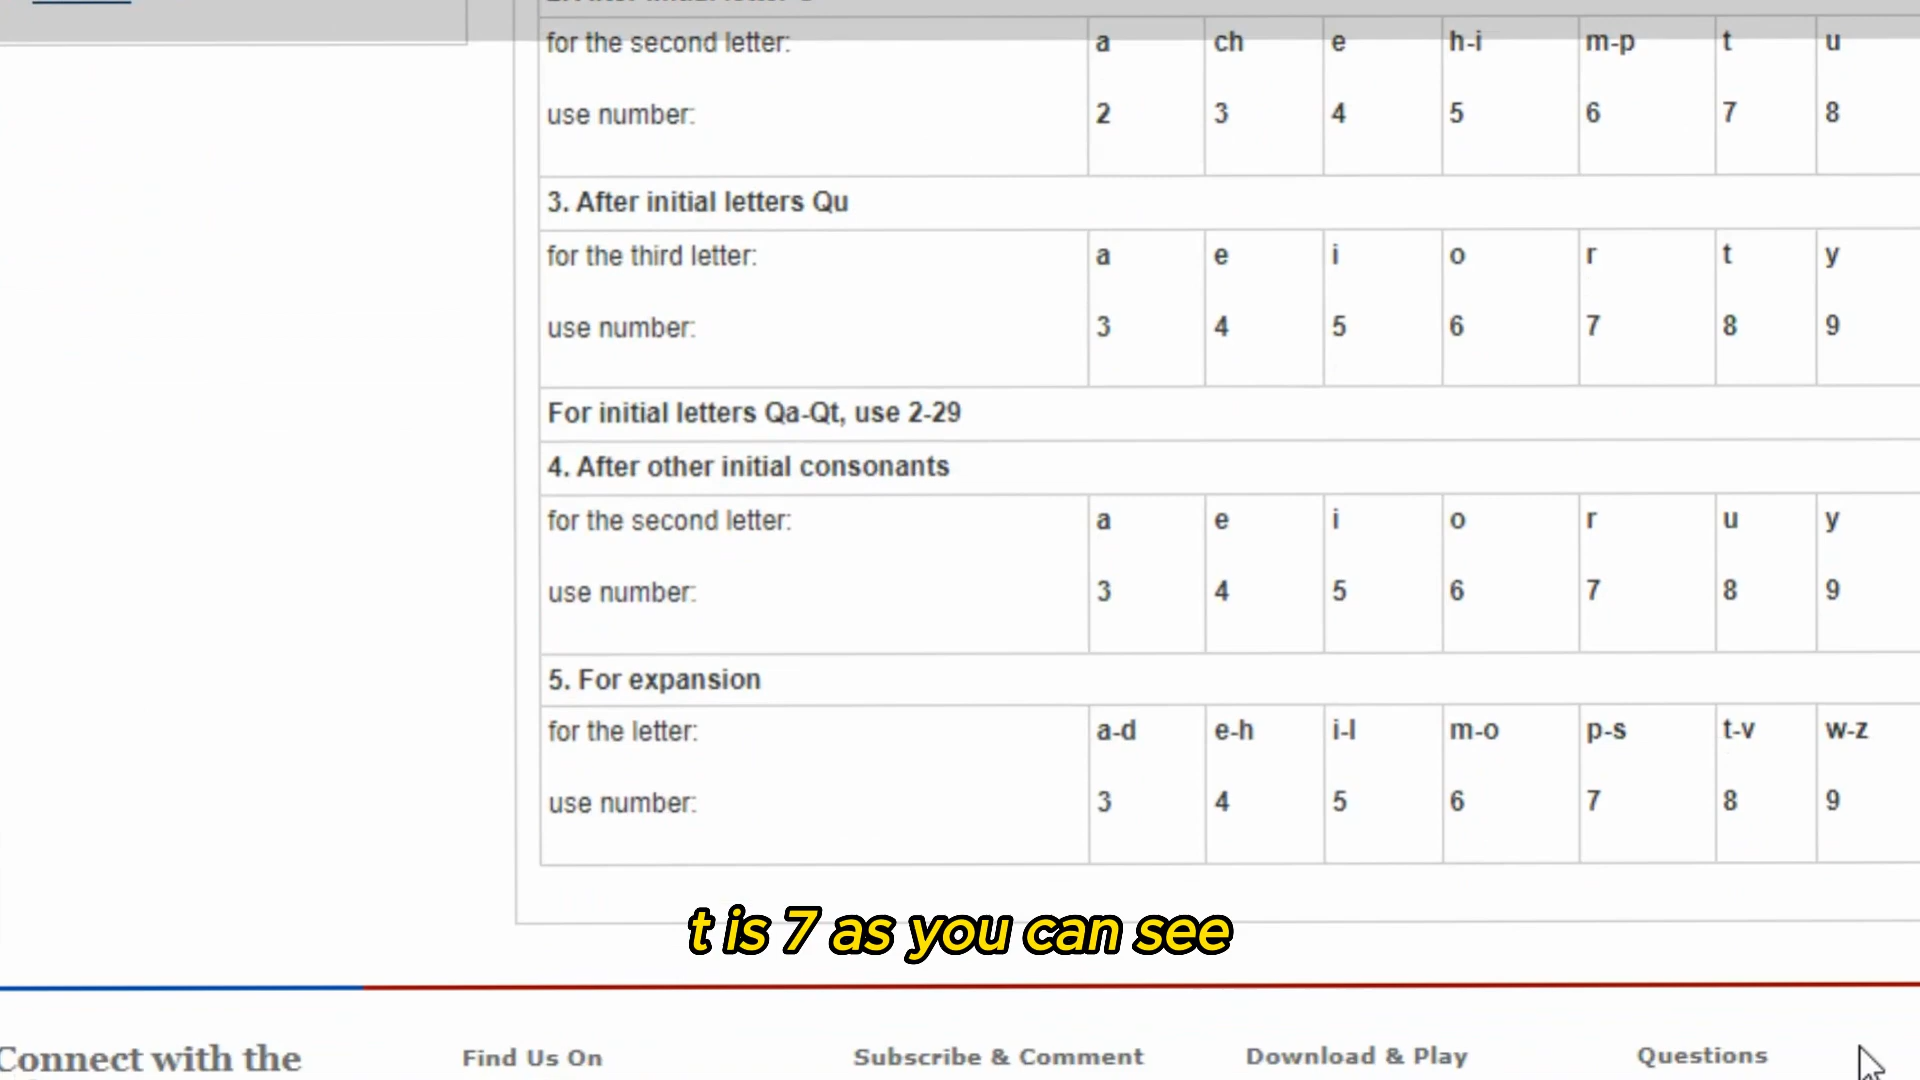 for the second letter: a ch e h-i m-p t u
use number: 2 3 4 5 6 7 8
3. After initial letters Qu
for the third letter: a e i o r t y
use number: 3 4 5 6 7 8 9
For initial letters Qa-Qt, use 2-29
4. After other initial consonants
for the second letter: a e i o r u y
use number: 3 4 5 6 7 8 9
5. For expansion
for the letter: a-d e-h i-l m-o p-s t-v w-z
use number: 3 4 5 6 7 8 9
t is 7 as you can see
Connect with the Find Us On Subscribe & Comment Download & Play Questions